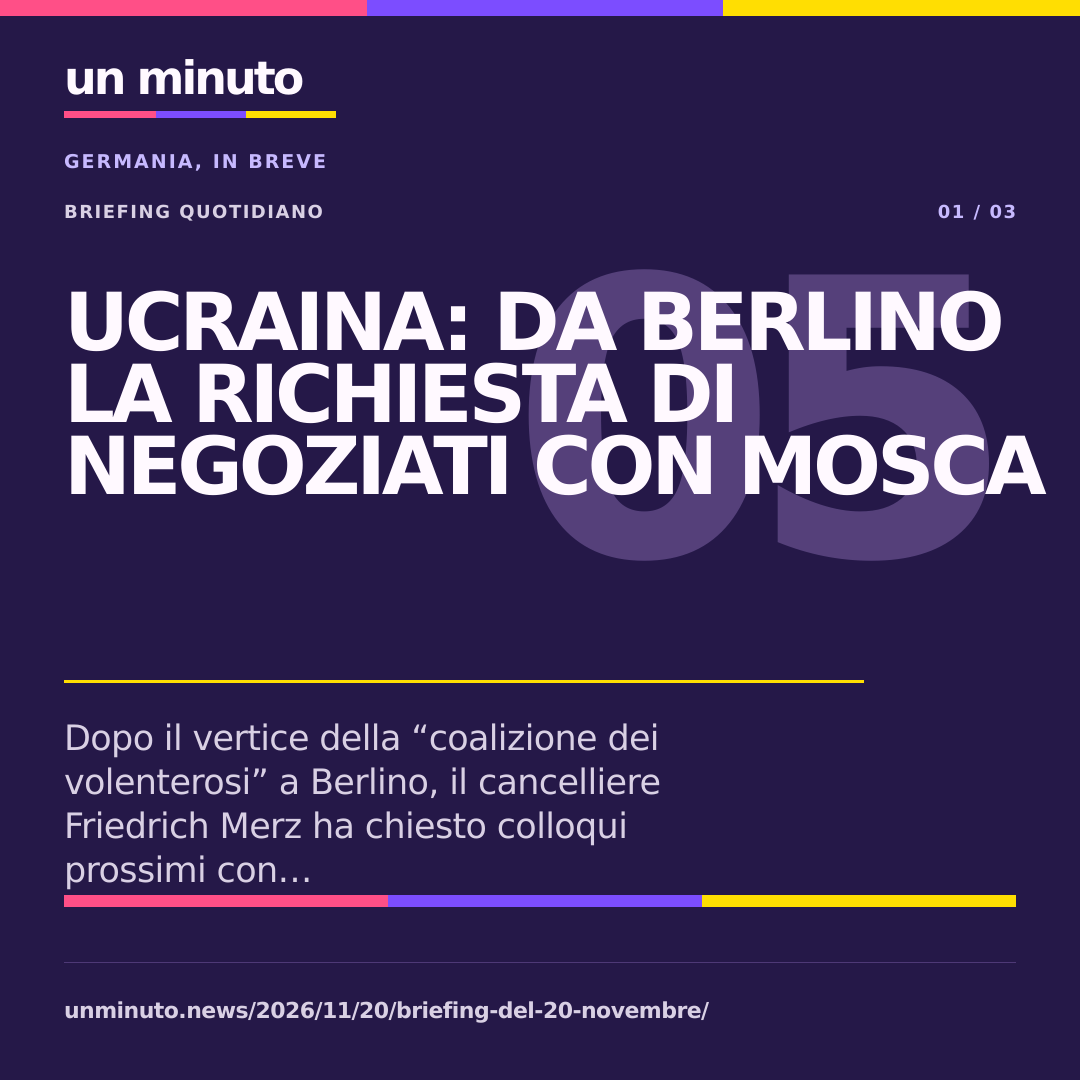 un minuto
GERMANIA, IN BREVE
BRIEFING QUOTIDIANO
01 / 03
05
UCRAINA: DA BERLINO
LA RICHIESTA DI
NEGOZIATI CON MOSCA
Dopo il vertice della “coalizione dei
volenterosi” a Berlino, il cancelliere
Friedrich Merz ha chiesto colloqui
prossimi con…
unminuto.news/2026/11/20/briefing-del-20-novembre/